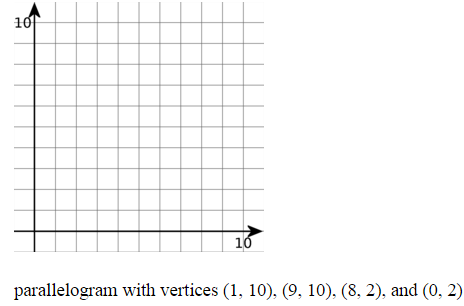 10
10
parallelogram with vertices (1, 10), (9, 10), (8, 2), and (0, 2)